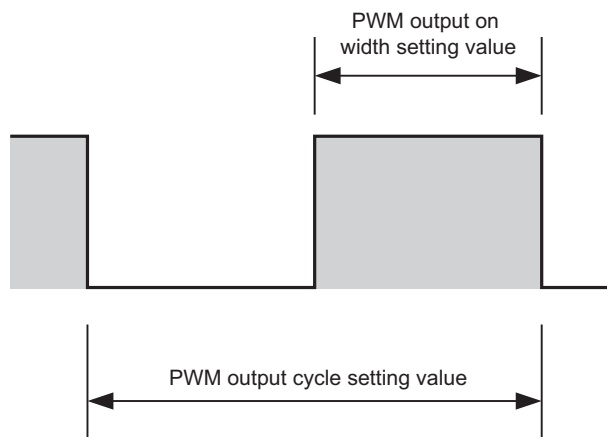 PWM output on
width setting value
PWM output cycle setting value